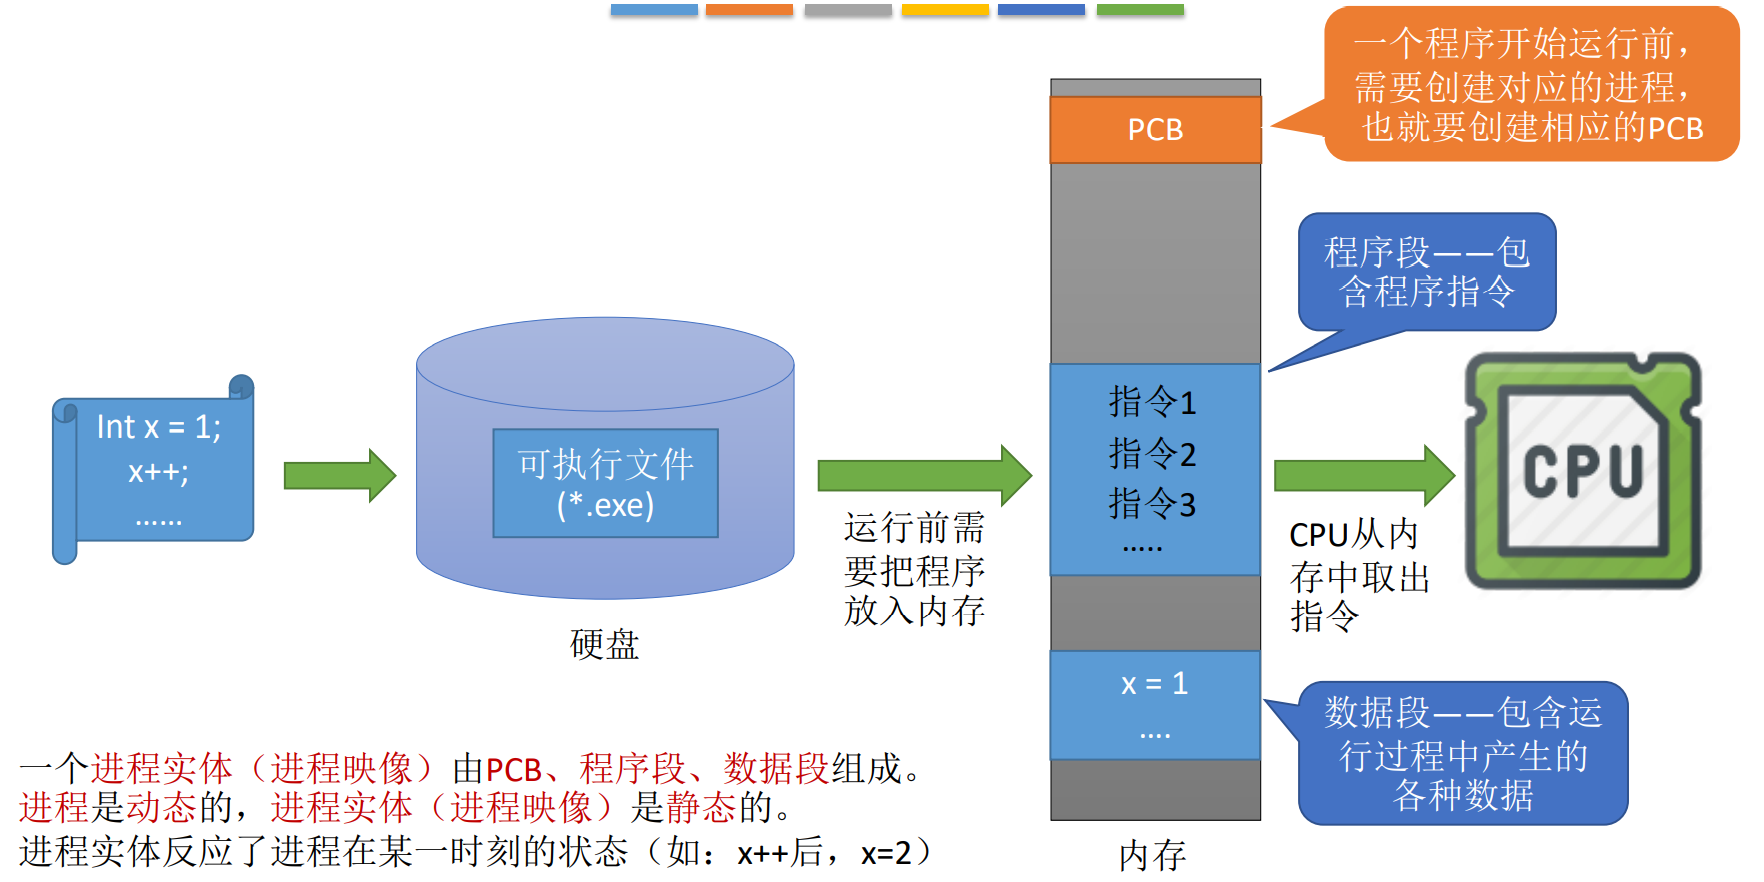 一个程序开始运行前，
需要创建对应的进程，
也就要创建相应的PCB
PCB
程序段——包
含程序指令
Int x = 1;
x++;
……
可执行文件
(*.exe)
硬盘
运行前需
要把程序
放入内存
指令1
指令2
指令3
…..
CPU从内
存中取出
指令
CPU
x = 1
….
数据段——包含运
行过程中产生的
各种数据
内存
一个进程实体（进程映像）由PCB、程序段、数据段组成。
进程是动态的，进程实体（进程映像）是静态的。
进程实体反应了进程在某一时刻的状态（如：x++后，x=2）